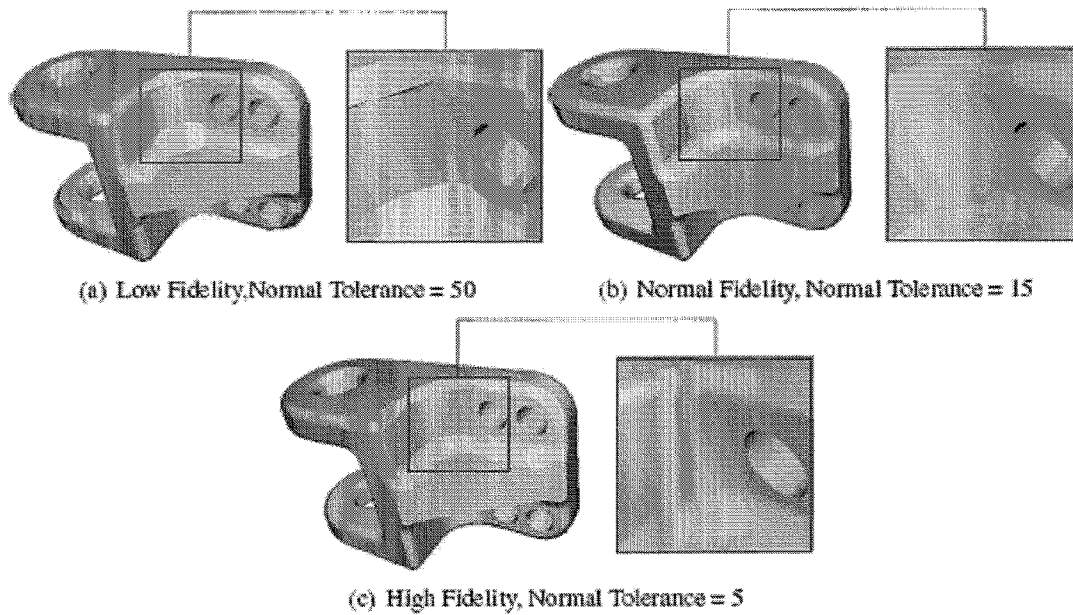 (a) Low Fidelity,Normal Tolerance = 50
(b) Normal Fidelity, Normal Tolerance = 15
(c) High Fidelity, Normal Tolerance = 5